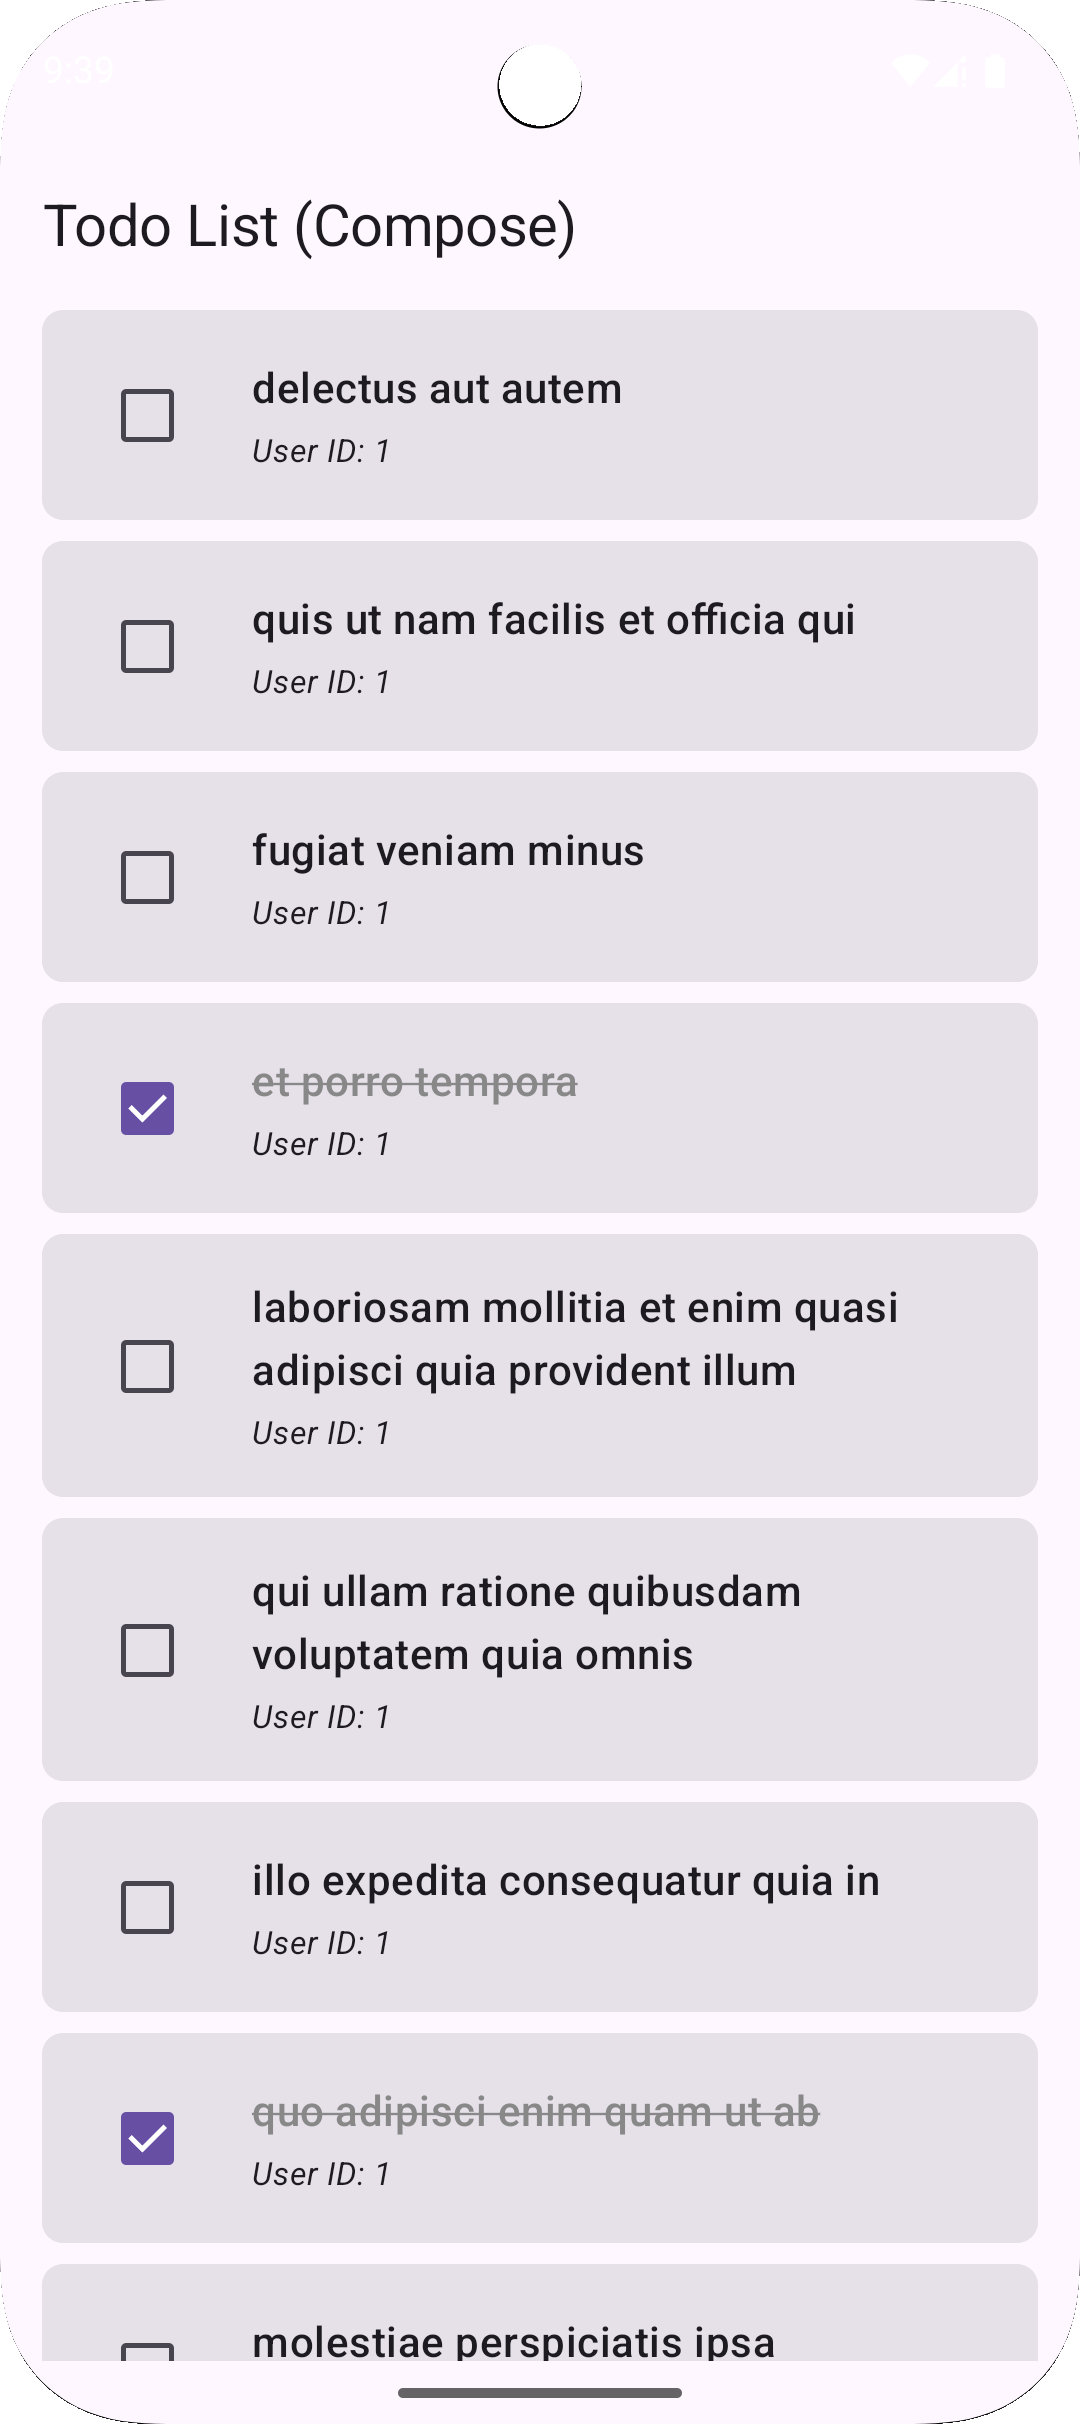 9:39
Todo List (Compose)
delectus aut autem
User ID: 1
quis ut nam facilis et officia qui
User ID: 1
fugiat veniam minus
User ID: 1
et porro tempora
User ID: 1
laboriosam mollitia et enim quasi
adipisci quia provident illum
User ID: 1
qui ullam ratione quibusdam
voluptatem quia omnis
User ID: 1
illo expedita consequatur quia in
User ID: 1
quo adipisci enim quam ut ab
User ID: 1
molestiae perspiciatis ipsa